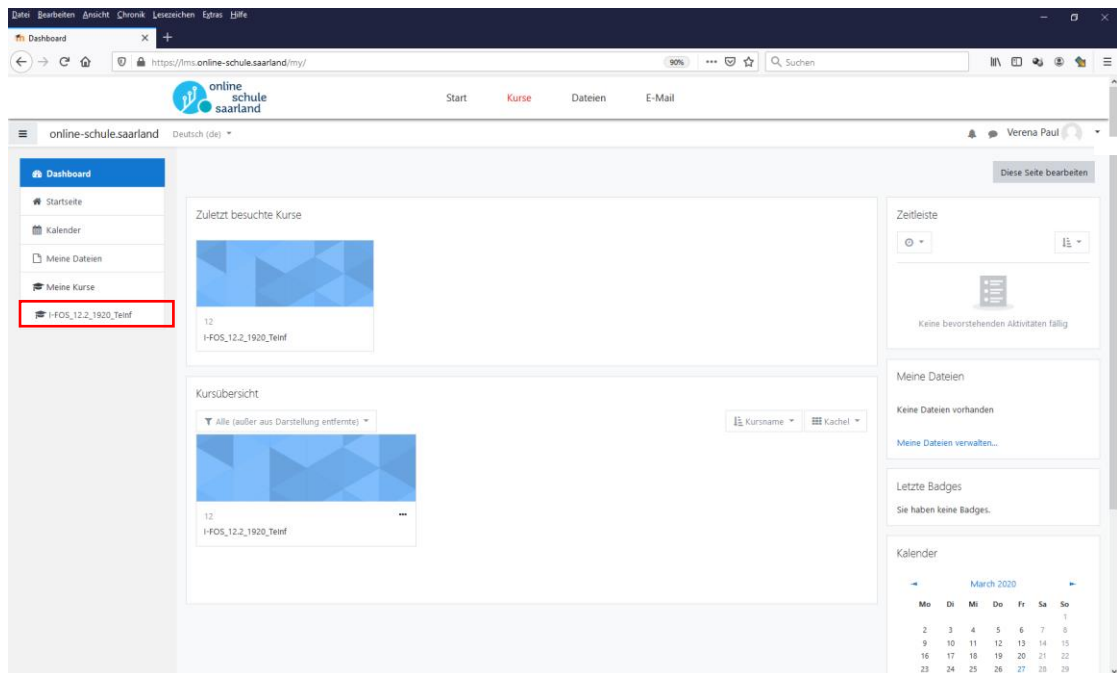 Datei Bearbeiten Ansicht Chronik Lesezeichen Extras Hilfe
Dashboard
https://lms.online-schule.saarland/my/
90%
Suchen
online
schule
saarland
Start Kurse Dateien E-Mail
online-schule.saarland Deutsch (de)
Verena Paul
Dashboard
Startseite
Kalender
Meine Dateien
Meine Kurse
I-FOS_12.2_1920_TeInf
Diese Seite bearbeiten
Zuletzt besuchte Kurse
12
I-FOS_12.2_1920_TeInf
Kursübersicht
Alle (außer aus Darstellung entfernte)
Kursname
Kachel
12
I-FOS_12.2_1920_TeInf
Zeitleiste
Keine bevorstehenden Aktivitäten fällig
Meine Dateien
Keine Dateien vorhanden
Meine Dateien verwalten...
Letzte Badges
Sie haben keine Badges.
Kalender
March 2020
Mo Di Mi Do Fr Sa So
1
2 3 4 5 6 7 8
9 10 11 12 13 14 15
16 17 18 19 20 21 22
23 24 25 26 27 28 29